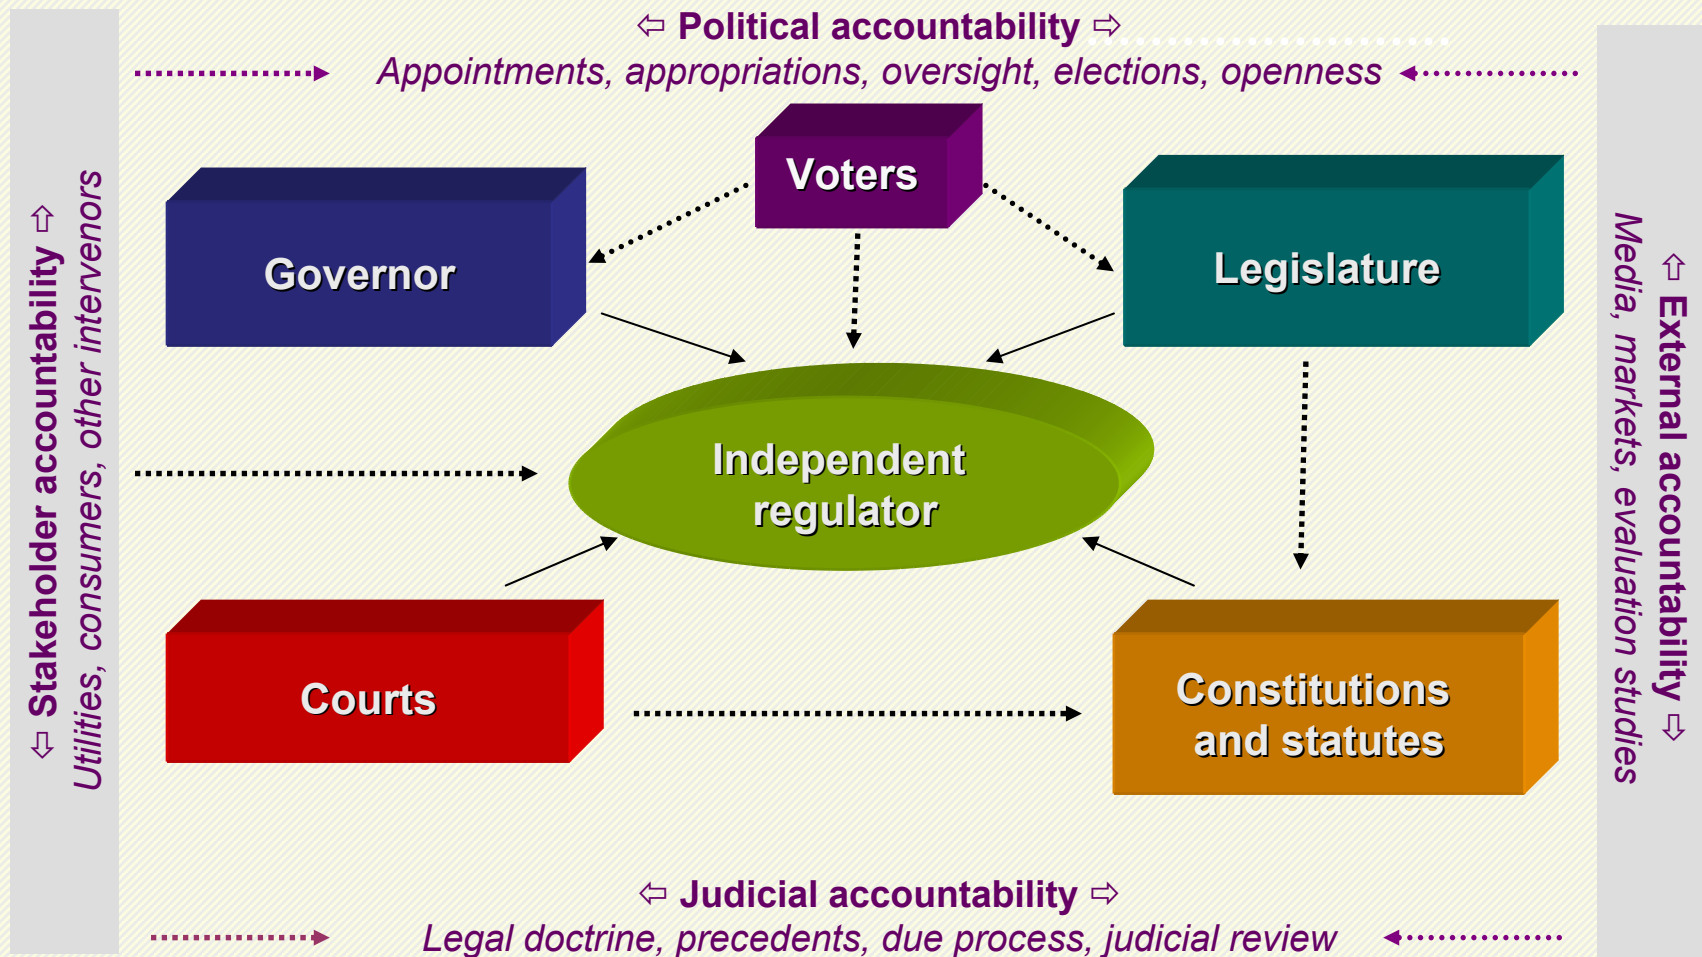 ⇦ Political accountability ⇨
Appointments, appropriations, oversight, elections, openness
⇦ Stakeholder accountability ⇨
Utilities, consumers, other intervenors
Voters
Governor
Legislature
Independent
regulator
Courts
Constitutions
and statutes
⇦ External accountability ⇨
Media, markets, evaluation studies
⇦ Judicial accountability ⇨
Legal doctrine, precedents, due process, judicial review